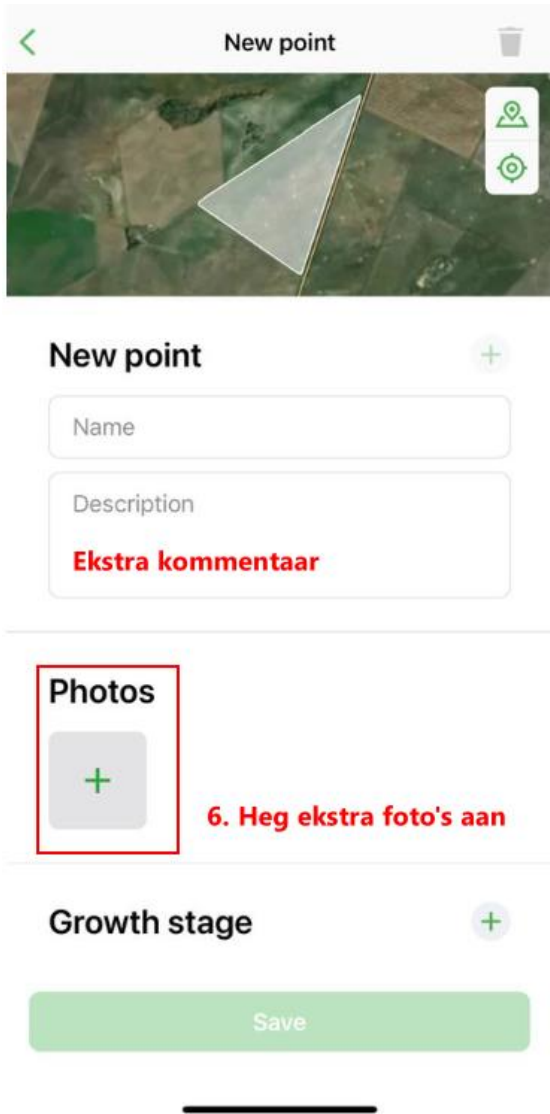 New point
New point
Name
Description
Ekstra kommentaar
Photos
6. Heg ekstra foto's aan
Growth stage
Save